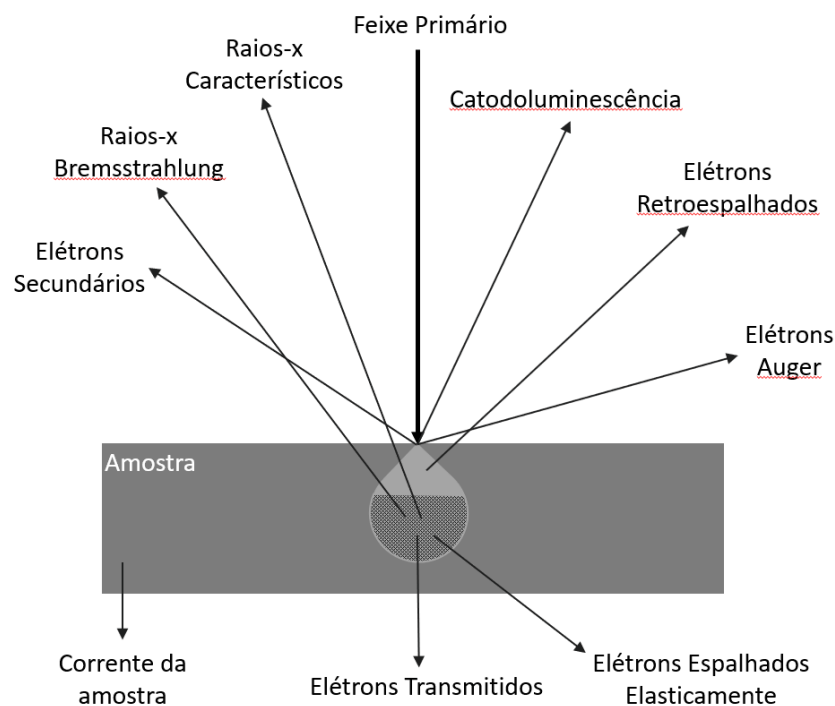 Feixe Primário
Raios-x
Característicos
Catodoluminescência
Raios-x
Bremsstrahlung
Elétrons
Retroespalhados
Elétrons
Secundários
Elétrons
Auger
Amostra
Corrente da
amostra
Elétrons Transmitidos
Elétrons Espalhados
Elasticamente